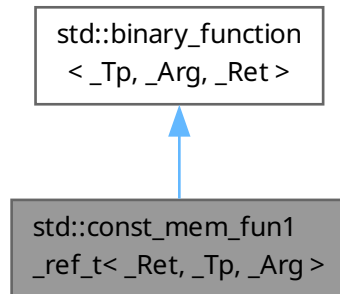 std::binary_function
< _Tp, _Arg, _Ret >
std::const_mem_fun1
_ref_t< _Ret, _Tp, _Arg >